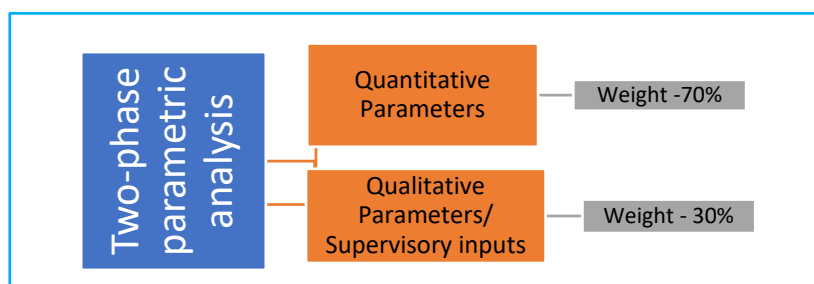 Two-phase
parametric
analysis
Quantitative
Parameters
Weight -70%
Qualitative
Parameters/
Supervisory inputs
Weight - 30%